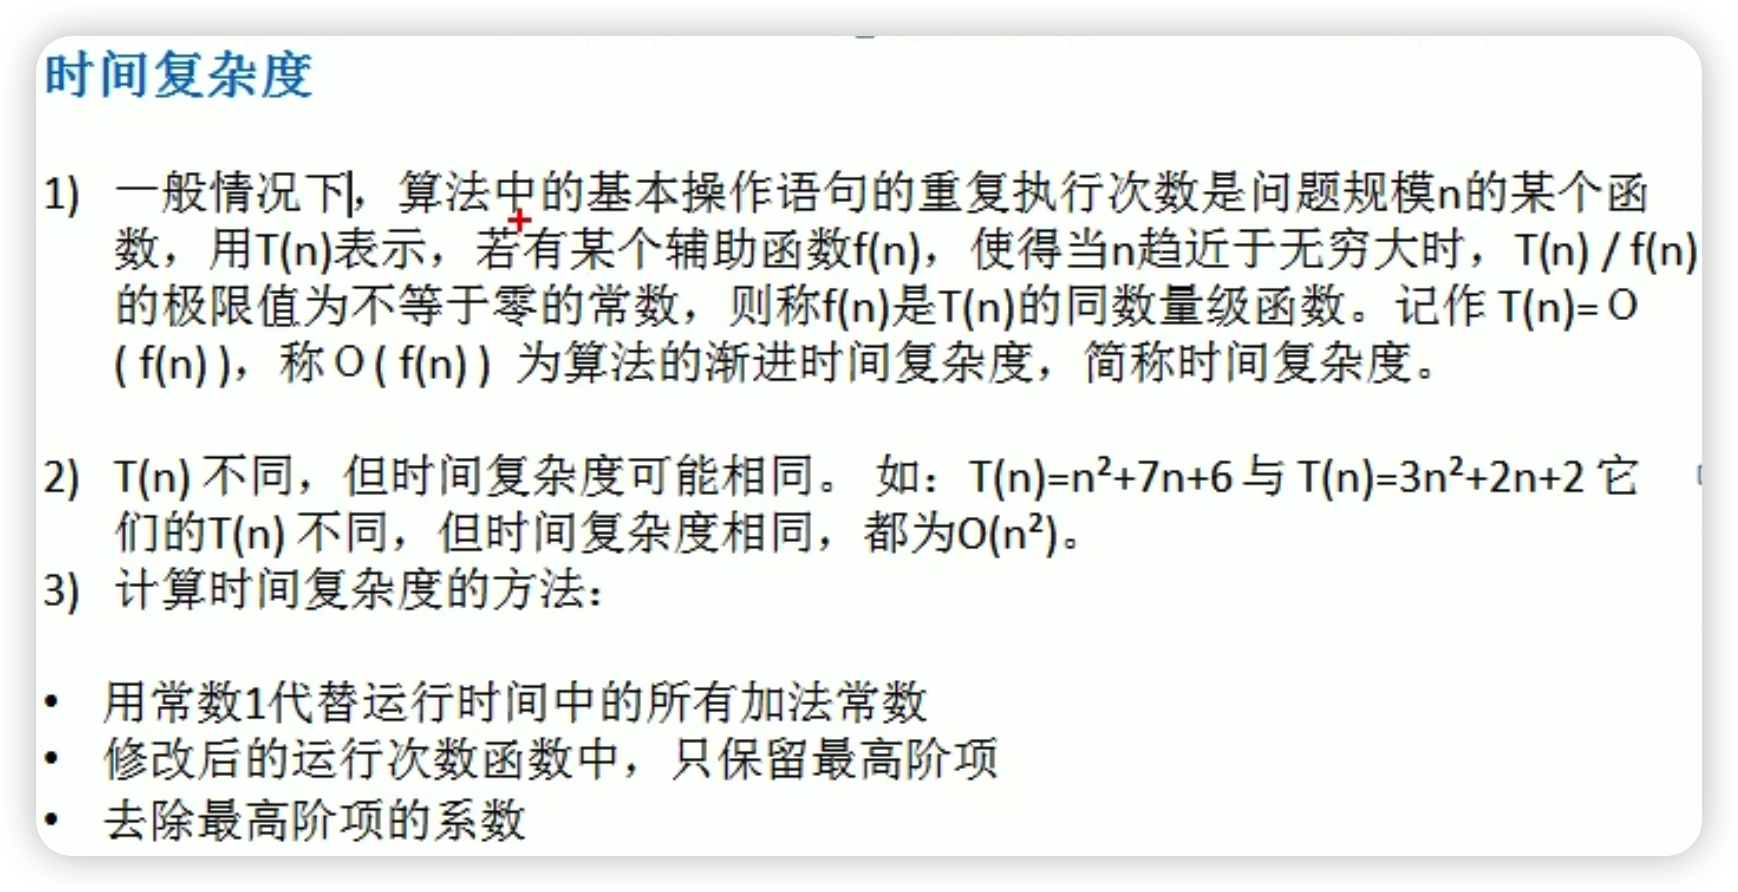 时间复杂度
1) 一般情况下，算法中的基本操作语句的重复执行次数是问题规模n的某个函
数，用T(n)表示，若有某个辅助函数f(n)，使得当n趋近于无穷大时，T(n) / f(n)
的极限值为不等于零的常数，则称f(n)是T(n)的同数量级函数。记作 T(n)=Ｏ
( f(n) )，称Ｏ( f(n) )  为算法的渐进时间复杂度，简称时间复杂度。
2) T(n) 不同，但时间复杂度可能相同。 如：T(n)=n²+7n+6 与 T(n)=3n²+2n+2 它
们的T(n) 不同，但时间复杂度相同，都为O(n²)。
3) 计算时间复杂度的方法：
• 用常数1代替运行时间中的所有加法常数
• 修改后的运行次数函数中，只保留最高阶项
• 去除最高阶项的系数